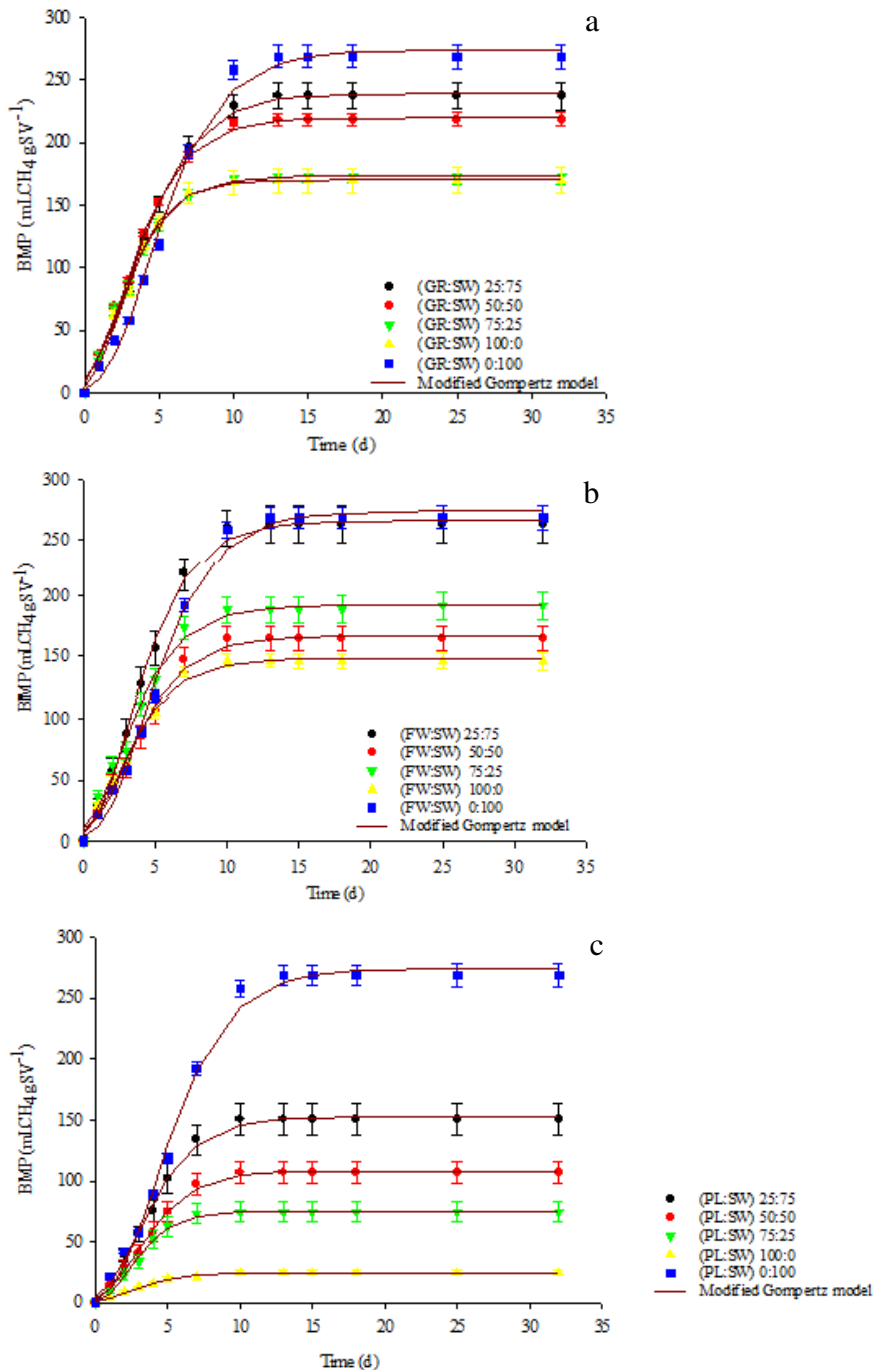 a
300
250
200
150
100
50
0
BMP (mLCH4 gSV-1)
(GR:SW) 25:75
(GR:SW) 50:50
(GR:SW) 75:25
(GR:SW) 100:0
(GR:SW) 0:100
Modified Gompertz model
0 5 10 15 20 25 30 35
Time (d)
b
300
250
200
150
100
50
0
BMP (mLCH4 gSV-1)
(FW:SW) 25:75
(FW:SW) 50:50
(FW:SW) 75:25
(FW:SW) 100:0
(FW:SW) 0:100
Modified Gompertz model
0 5 10 15 20 25 30 35
Time (d)
c
300
250
200
150
100
50
0
BMP (mLCH4 gSV-1)
0 5 10 15 20 25 30 35
Time (d)
(PL:SW) 25:75
(PL:SW) 50:50
(PL:SW) 75:25
(PL:SW) 100:0
(PL:SW) 0:100
Modified Gompertz model